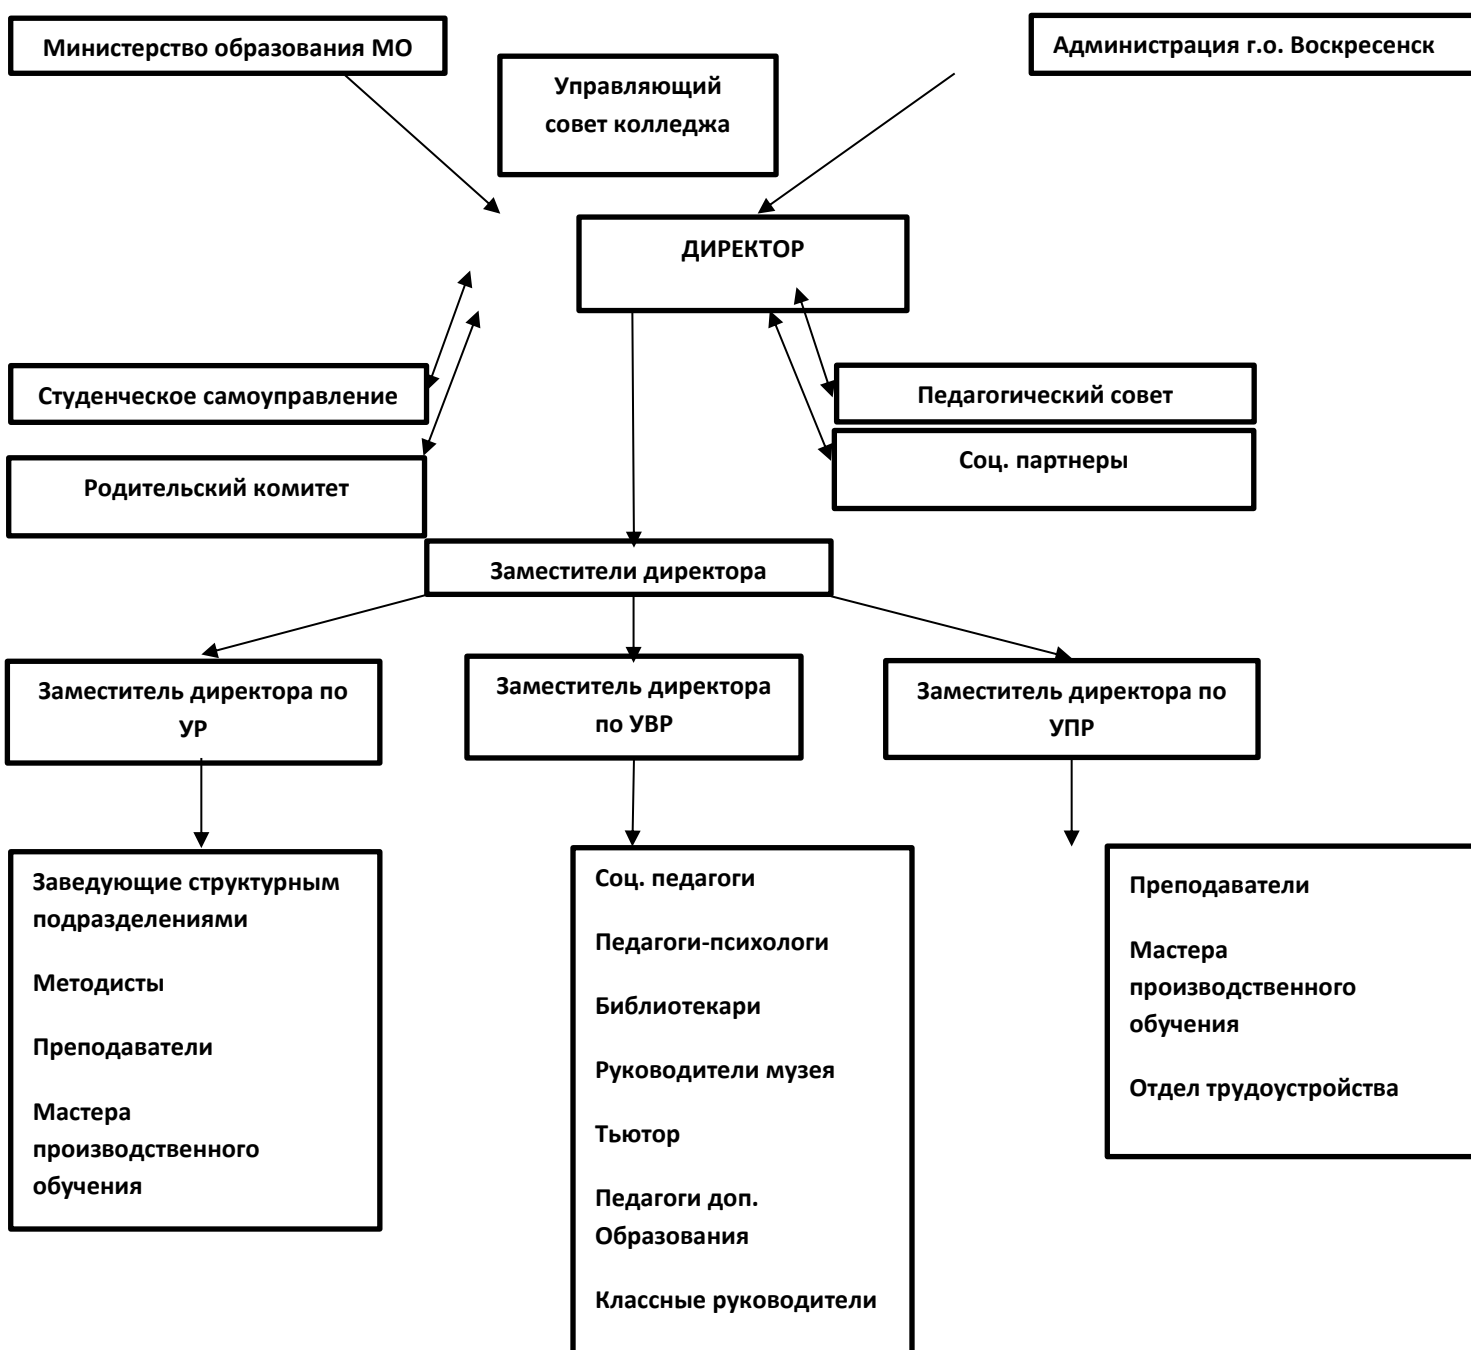 Министерство образования МО
Администрация г.о. Воскресенск
Управляющий
совет колледжа
ДИРЕКТОР
Студенческое самоуправление
Педагогический совет
Родительский комитет
Соц. партнеры
Заместители директора
Заместитель директора по
УР
Заместитель директора
по УВР
Заместитель директора по
УПР
Заведующие структурным
подразделениями
Методисты
Преподаватели
Мастера
производственного
обучения
Соц. педагоги
Педагоги-психологи
Библиотекари
Руководители музея
Тьютор
Педагоги доп.
Образования
Классные руководители
Преподаватели
Мастера
производственного
обучения
Отдел трудоустройства